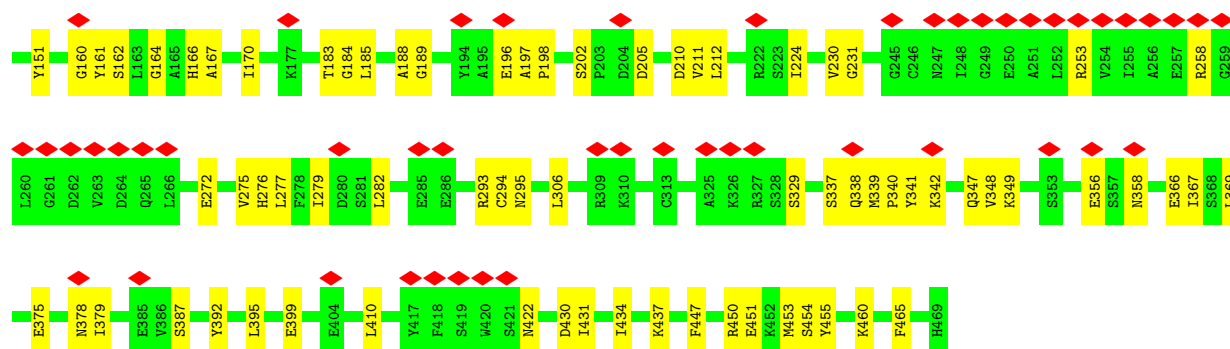 Y151 G160 Y161 S162 L163 G164 A165 H166 A167 I170 K177 T183 G184 L185 A188 G189 Y194 A195 E196 A197 P198 S202 P203 D204 D205 D210 V211 L212 R222 S223 I224 V230 G231 G245 C246 N247 I248 G249 E250 A251 L252 R253 V254 I255 A256 E257 R258 G259
L260 G261 D262 V263 D264 Q265 L266 E272 V275 H276 L277 F278 I279 D280 S281 L282 E285 E286 R293 C294 N295 L306 R309 K310 C313 A325 K326 R327 S328 S329 S337 Q338 M339 P340 Y341 K342 Q347 V348 K349 S353 E356 S357 N358 E366 I367 S368 L369
E375 N378 I379 E385 V386 S387 Y392 L395 E399 E404 L410 Y417 F418 S419 W420 S421 N422 D430 I431 I434 K437 F447 R450 E451 K452 M453 S454 Y455 K460 F465 H469